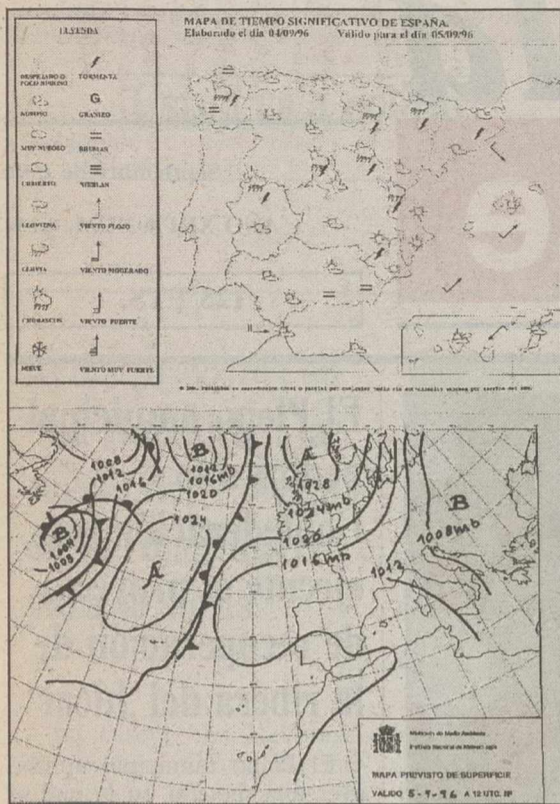 MAPA DE TIEMPO SIGNIFICATIVO DE ESPAÑA.
Elaborado el día 04/09/96 Válido para el día 05/09/96
LEYENDA
DESPEJADO O
POCO NUBOSO
TORMENTA
NUBOSO
G
GRANIZO
MUY NUBOSO
BRUMAS
CUBIERTO
NIEBLAS
LLOVIZNA
VIENTO FLOJO
LLUVIA
VIENTO MODERADO
CHUBASCOS
VIENTO FUERTE
NIEVE
VIENTO MUY FUERTE
1008
1012
1016
B
1012
1016mb
1020
A
1028
1024mb
1024
1020
1016mb
B
1008mb
1012
B
1004
1008
A
Ministerio de Medio Ambiente
Instituto Nacional de Meteorología
MAPA PREVISTO DE SUPERFICIE
VALIDO 5-9-96 A 12 UTC.